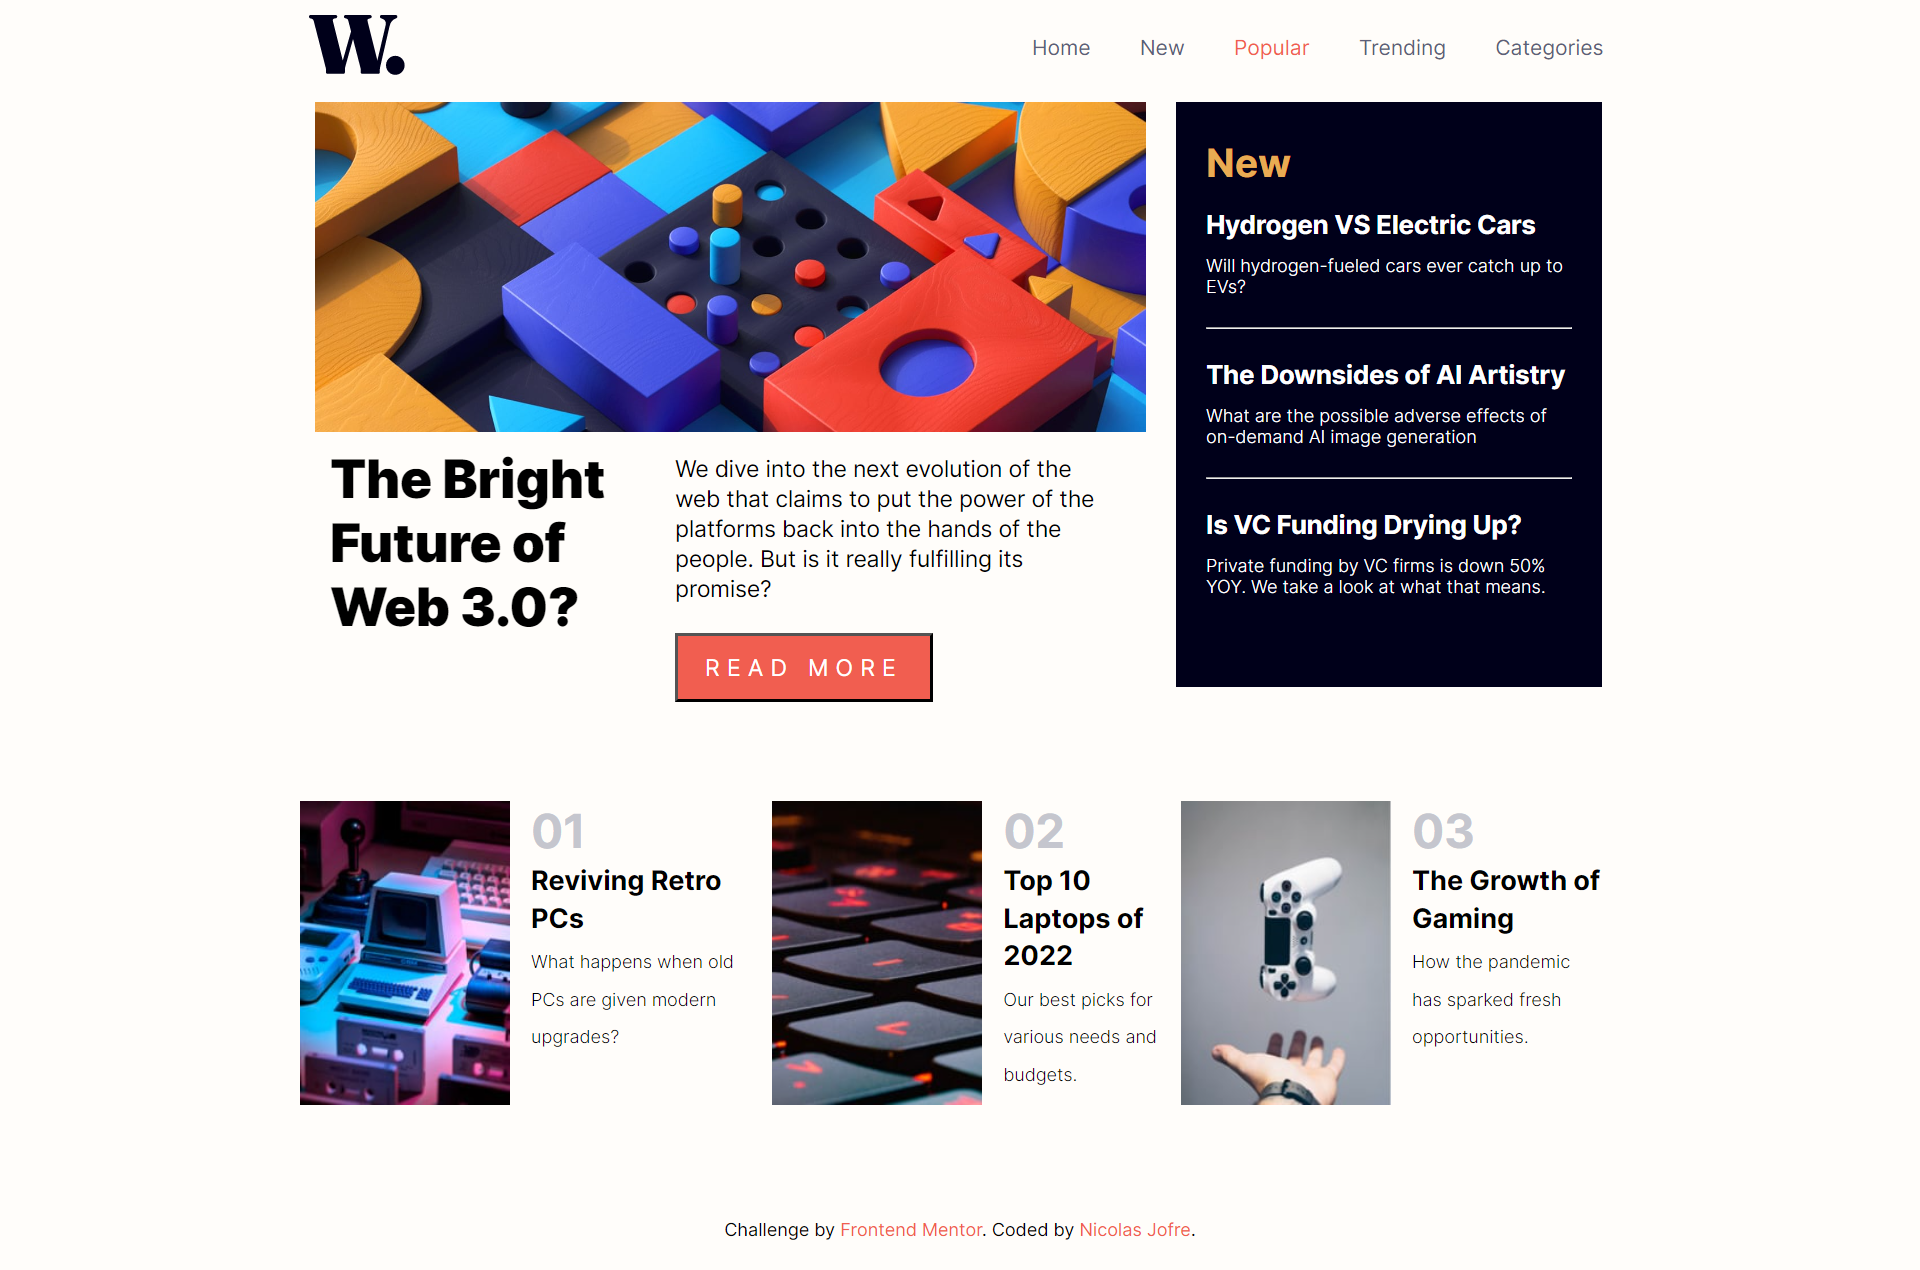 W.
Home New Popular Trending Categories
The Bright
Future of
Web 3.0?
We dive into the next evolution of the
web that claims to put the power of the
platforms back into the hands of the
people. But is it really fulfilling its
promise?
READ MORE
New
Hydrogen VS Electric Cars
Will hydrogen-fueled cars ever catch up to
EVs?
The Downsides of AI Artistry
What are the possible adverse effects of
on-demand AI image generation
Is VC Funding Drying Up?
Private funding by VC firms is down 50%
YOY. We take a look at what that means.
01
Reviving Retro
PCs
What happens when old
PCs are given modern
upgrades?
02
Top 10
Laptops of
2022
Our best picks for
various needs and
budgets.
03
The Growth of
Gaming
How the pandemic
has sparked fresh
opportunities.
Challenge by Frontend Mentor. Coded by Nicolas Jofre.